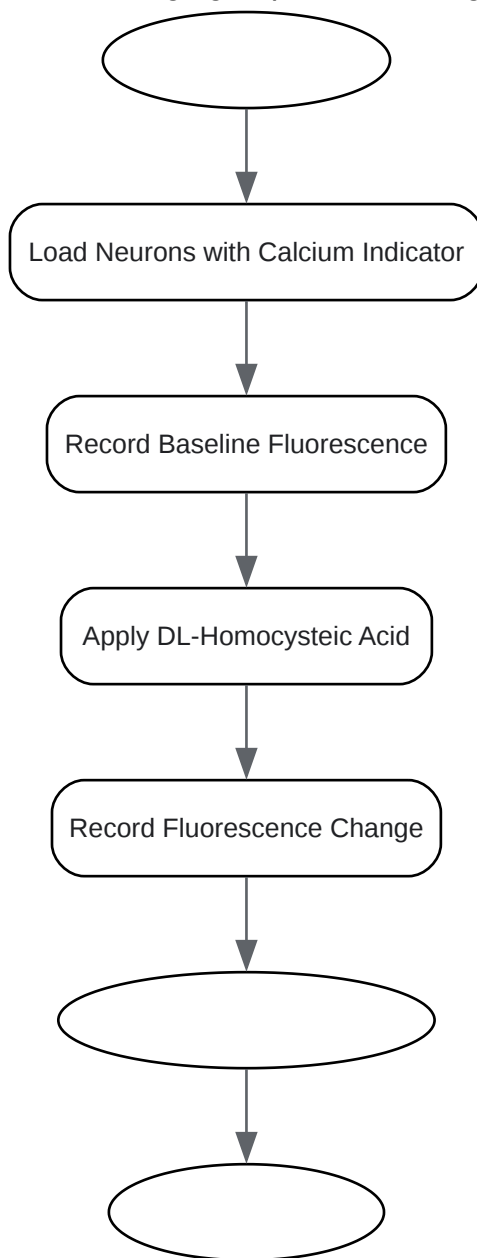 Load Neurons with Calcium Indicator
Record Baseline Fluorescence
Apply DL-Homocysteic Acid
Record Fluorescence Change